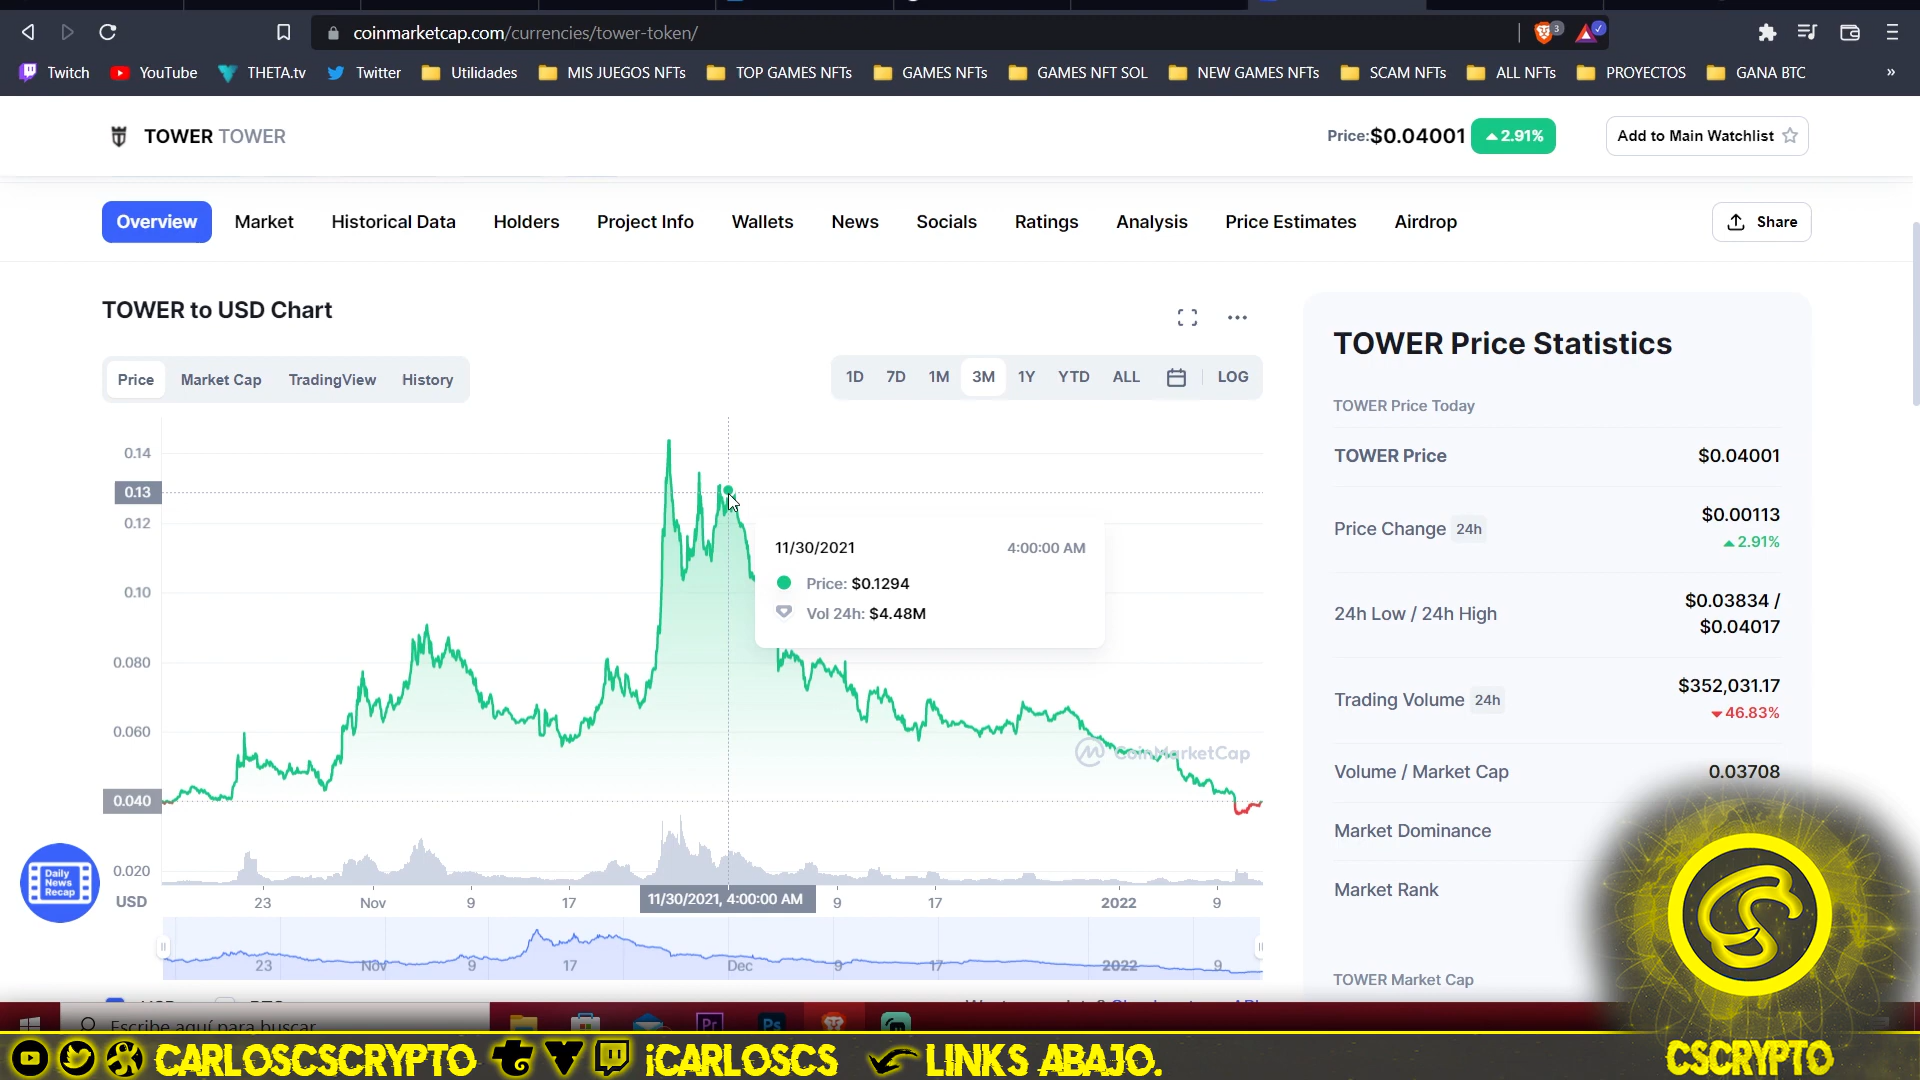 coinmarketcap.com/currencies/tower-token/
3
Twitch YouTube THETA.tv Twitter Utilidades MIS JUEGOS NFTs TOP GAMES NFTs GAMES NFTs GAMES NFT SOL NEW GAMES NFTs SCAM NFTs ALL NFTs PROYECTOS GANA BTC »
TOWER TOWER
Price:$0.04001 2.91%
Add to Main Watchlist
Overview Market Historical Data Holders Project Info Wallets News Socials Ratings Analysis Price Estimates Airdrop
Share
TOWER to USD Chart
Price Market Cap TradingView History
1D 7D 1M 3M 1Y YTD ALL LOG
0.14
0.13
0.12
0.10
0.080
0.060
0.040
0.020
USD
11/30/2021 4:00:00 AM
Price: $0.1294
Vol 24h: $4.48M
CoinMarketCap
23 Nov 9 17 11/30/2021, 4:00:00 AM 9 17 2022 9
23 Nov 9 17 Dec 9 17 2022 9
Daily
News
Recap
TOWER Price Statistics
TOWER Price Today
TOWER Price $0.04001
Price Change 24h $0.00113
2.91%
24h Low / 24h High $0.03834 /
$0.04017
Trading Volume 24h $352,031.17
46.83%
Volume / Market Cap 0.03708
Market Dominance
Market Rank
TOWER Market Cap
Escribe aquí para buscar
Pr Ps
CARLOSCSCRYPTO iCARLOSCS LINKS ABAJO.
CSCRYPTO